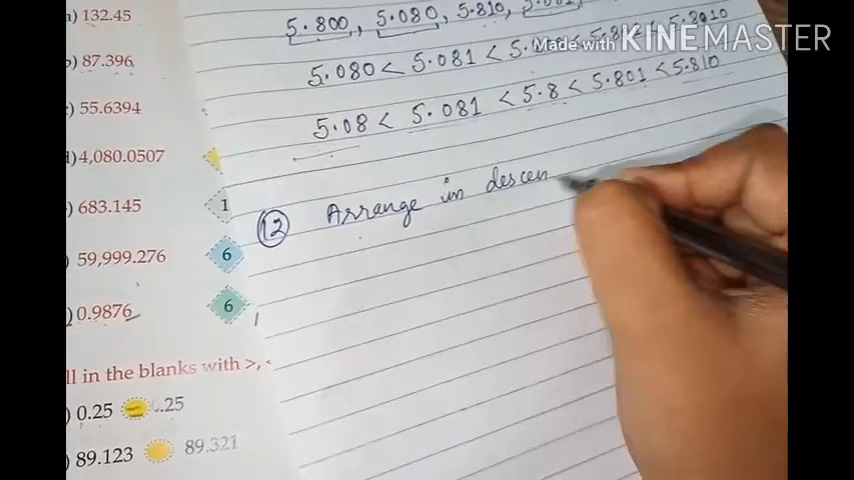 a) 132.45
b) 87.396
c) 55.6394
d) 4,080.0507
) 683.145
) 59,999.276
) 0.9876
1
6
6
ll in the blanks with >,
) 0.25 = .25
) 89.123 89.321
5.800, 5.080, 5.810,
5.080 < 5.081 <
5.08 < 5.081 < 5.8 < 5.801 < 5.810
12 Arrange in descen
Made with KINEMASTER